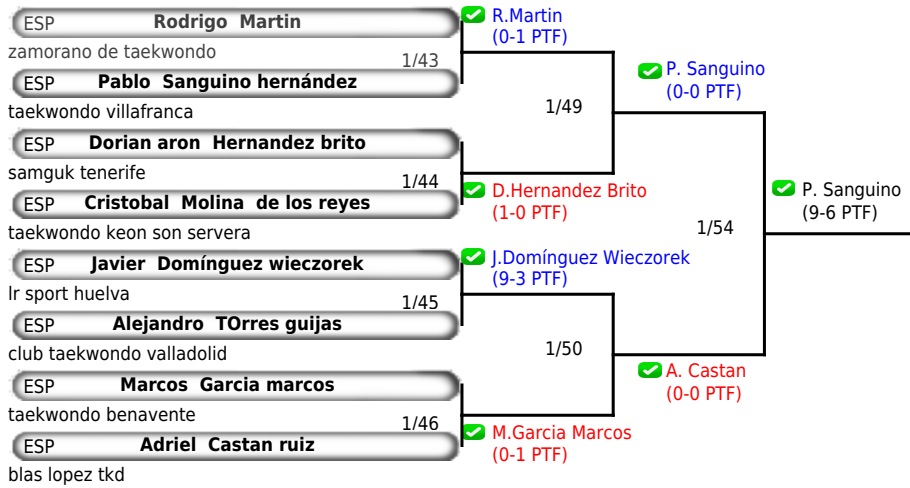 ESP Rodrigo Martin
zamorano de taekwondo
1/43
ESP Pablo Sanguino hernández
taekwondo villafranca
ESP Dorian aron Hernandez brito
samguk tenerife
1/44
ESP Cristobal Molina de los reyes
taekwondo keon son servera
ESP Javier Domínguez wieczorek
lr sport huelva
1/45
ESP Alejandro TOrres guijas
club taekwondo valladolid
ESP Marcos Garcia marcos
taekwondo benavente
1/46
ESP Adriel Castan ruiz
blas lopez tkd
R.Martin
(0-1 PTF)
1/49
D.Hernandez Brito
(1-0 PTF)
J.Domínguez Wieczorek
(9-3 PTF)
1/50
M.Garcia Marcos
(0-1 PTF)
P. Sanguino
(0-0 PTF)
1/54
A. Castan
(0-0 PTF)
P. Sanguino
(9-6 PTF)